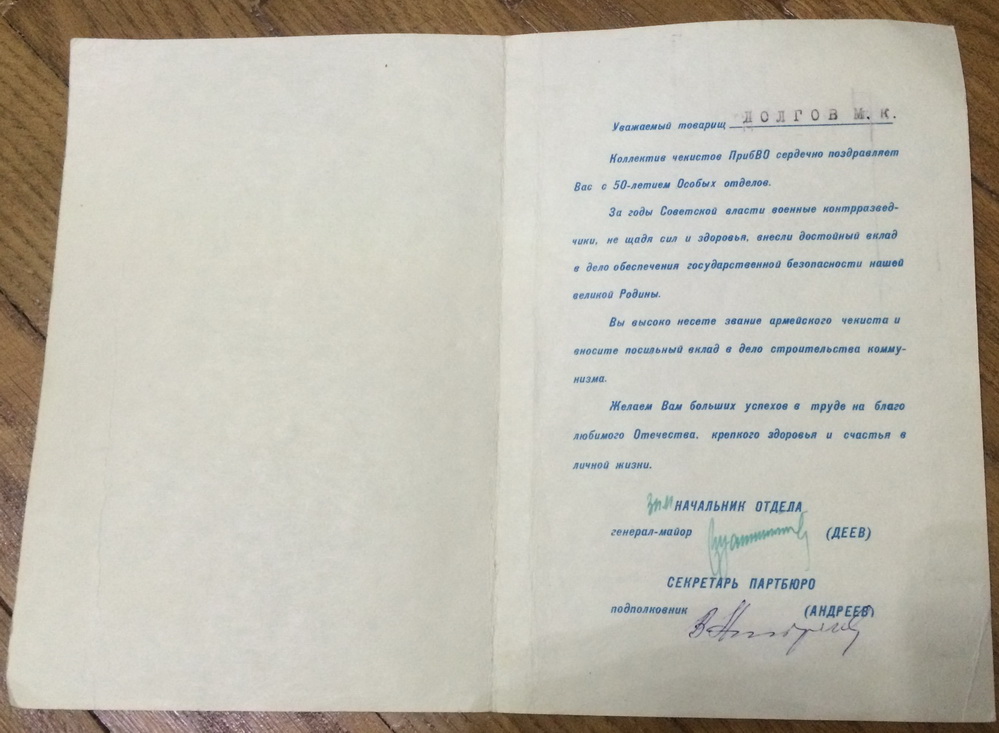 Уважаемый товарищ ДОЛГОВ М.К.
Коллектив чекистов ПрибВО сердечно поздравляет
Вас с 50-летием Особых отделов.
За годы Советской власти военные контрразвед-
чики, не щадя сил и здоровья, внесли достойный вклад
в дело обеспечения государственной безопасности нашей
великой Родины.
Вы высоко несете звание армейского чекиста и
вносите посильный вклад в дело строительства комму-
низма.
Желаем Вам больших успехов в труде на благо
любимого Отечества, крепкого здоровья и счастья в
личной жизни.
зам НАЧАЛЬНИК ОТДЕЛА
генерал-майор (ДЕЕВ)
СЕКРЕТАРЬ ПАРТБЮРО
подполковник (АНДРЕЕВ)